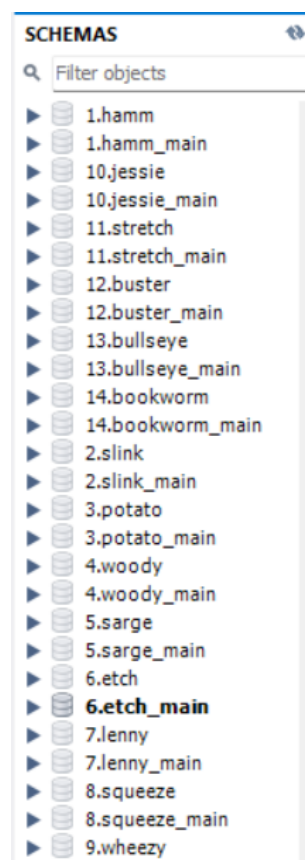 SCHEMAS
Filter objects
1.hamm
1.hamm_main
10.jessie
10.jessie_main
11.stretch
11.stretch_main
12.buster
12.buster_main
13.bullseye
13.bullseye_main
14.bookworm
14.bookworm_main
2.slink
2.slink_main
3.potato
3.potato_main
4.woody
4.woody_main
5.sarge
5.sarge_main
6.etch
6.etch_main
7.lenny
7.lenny_main
8.squeeze
8.squeeze_main
9.wheezy